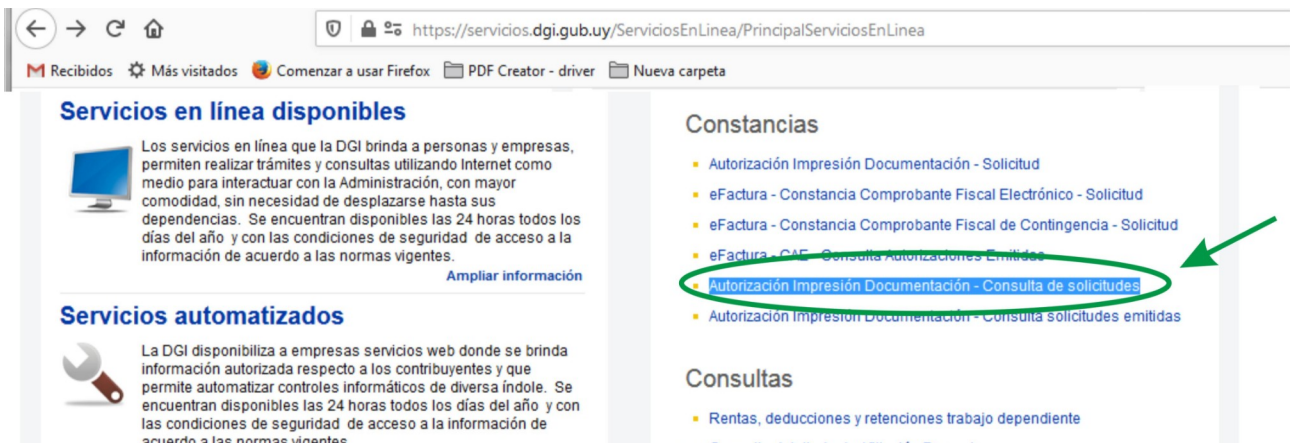 https://servicios.dgi.gub.uy/ServiciosEnLinea/PrincipalServiciosEnLinea
Recibidos Más visitados Comenzar a usar Firefox PDF Creator - driver Nueva carpeta
Servicios en línea disponibles
Los servicios en línea que la DGI brinda a personas y empresas,
permiten realizar trámites y consultas utilizando Internet como
medio para interactuar con la Administración, con mayor
comodidad, sin necesidad de desplazarse hasta sus
dependencias. Se encuentran disponibles las 24 horas todos los
días del año y con las condiciones de seguridad de acceso a la
información de acuerdo a las normas vigentes.
Ampliar información
Servicios automatizados
La DGI disponibiliza a empresas servicios web donde se brinda
información autorizada respecto a los contribuyentes y que
permite automatizar controles informáticos de diversa índole. Se
encuentran disponibles las 24 horas todos los días del año y con
las condiciones de seguridad de acceso a la información de
acuerdo a las normas vigentes.
Constancias
Autorización Impresión Documentación - Solicitud
eFactura - Constancia Comprobante Fiscal Electrónico - Solicitud
eFactura - Constancia Comprobante Fiscal de Contingencia - Solicitud
eFactura - CAE - Consulta Autorizaciones Emitidas
Autorización Impresión Documentación - Consulta de solicitudes
Autorización Impresión Documentación - Consulta solicitudes emitidas
Consultas
Rentas, deducciones y retenciones trabajo dependiente